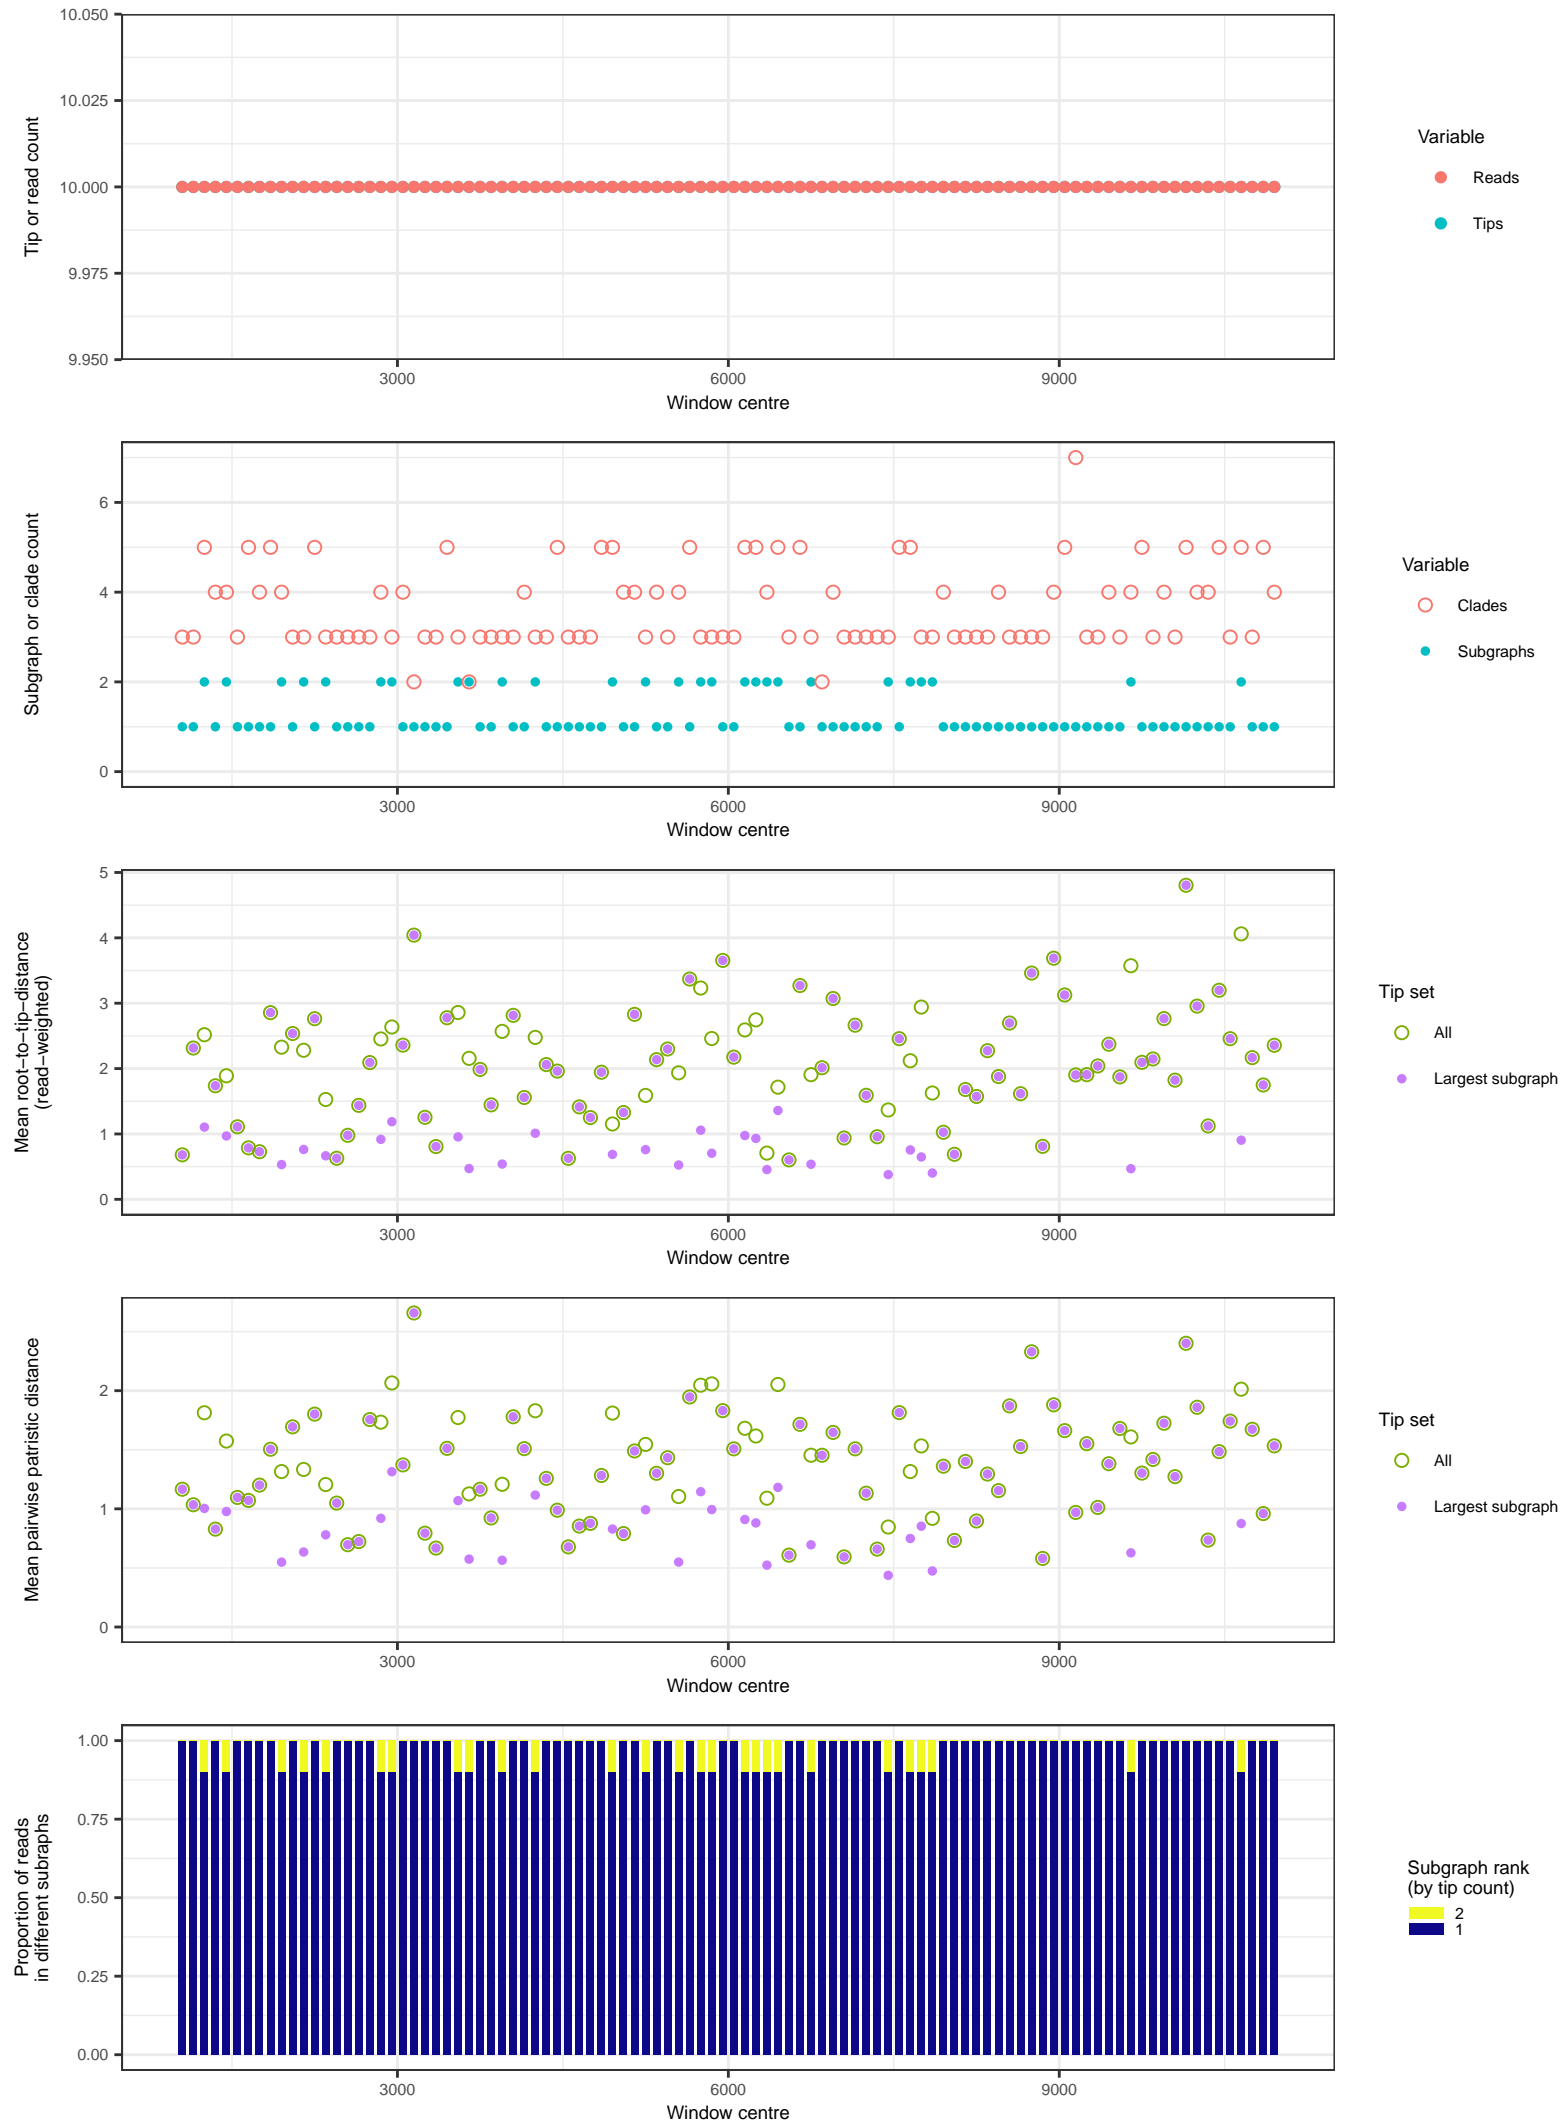 10.050
10.025
10.000
9.975
9.950
Tip or read count
3000
6000
9000
Window centre
Variable
Reads
Tips
6
4
2
0
Subgraph or clade count
3000
6000
9000
Window centre
Variable
Clades
Subgraphs
5
4
3
2
1
0
Mean root−to−tip−distance
(read−weighted)
3000
6000
9000
Window centre
Tip set
All
Largest subgraph
2
1
0
Mean pairwise patristic distance
3000
6000
9000
Window centre
Tip set
All
Largest subgraph
1.00
0.75
0.50
0.25
0.00
Proportion of reads
in different subraphs
3000
6000
9000
Window centre
Subgraph rank
(by tip count)
2
1